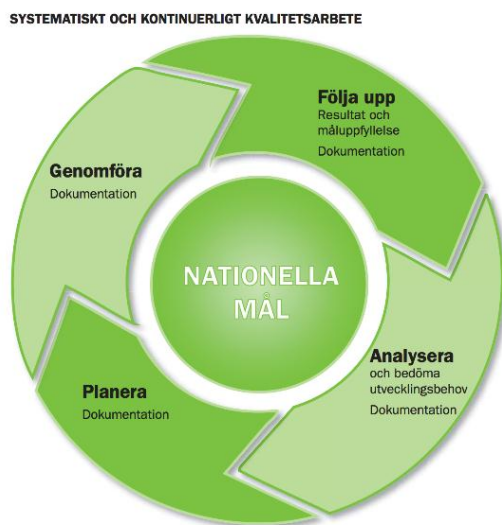 SYSTEMATISKT OCH KONTINUERLIGT KVALITETSARBETE
Följa upp
Resultat och
måluppfyllelse
Dokumentation
Analysera
och bedöma
utvecklingsbehov
Dokumentation
Planera
Dokumentation
Genomföra
Dokumentation
NATIONELLA
MÅL